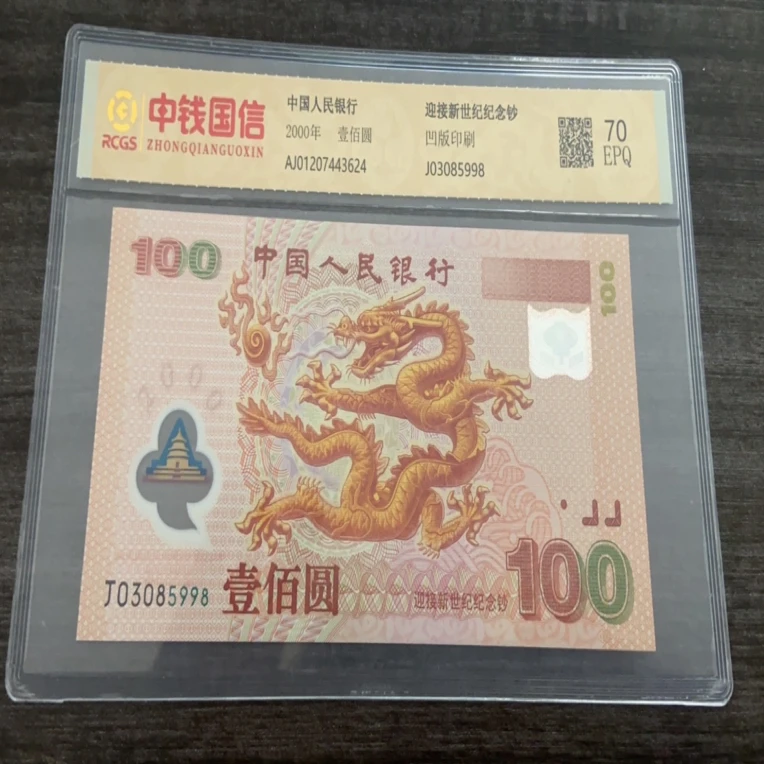 RCGS
中钱国信
ZHONGQIANGUOXIN
中国人民银行
2000年 壹佰圆
AJ01207443624
迎接新世纪纪念钞
凹版印刷
J03085998
70
EPQ
100
中国人民银行
100
2000
J03085998
壹佰圆
迎接新世纪纪念钞
100